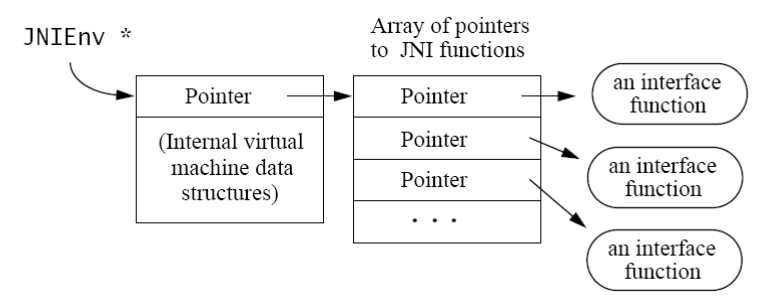 JNIEnv *
Array of pointers
to JNI functions
Pointer
(Internal virtual
machine data
structures)
Pointer
Pointer
Pointer
. . .
an interface
function
an interface
function
an interface
function